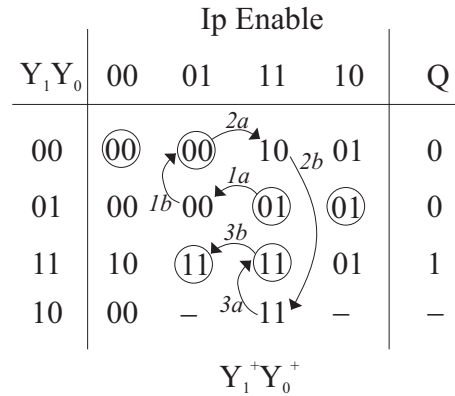 Ip Enable
Y1Y0 00 01 11 10 Q
00 00 00 10 01 0
01 00 00 01 01 0
11 10 11 11 01 1
10 00 – 11 – –
2a
2b
1a
1b
3b
3a
Y1+Y0+